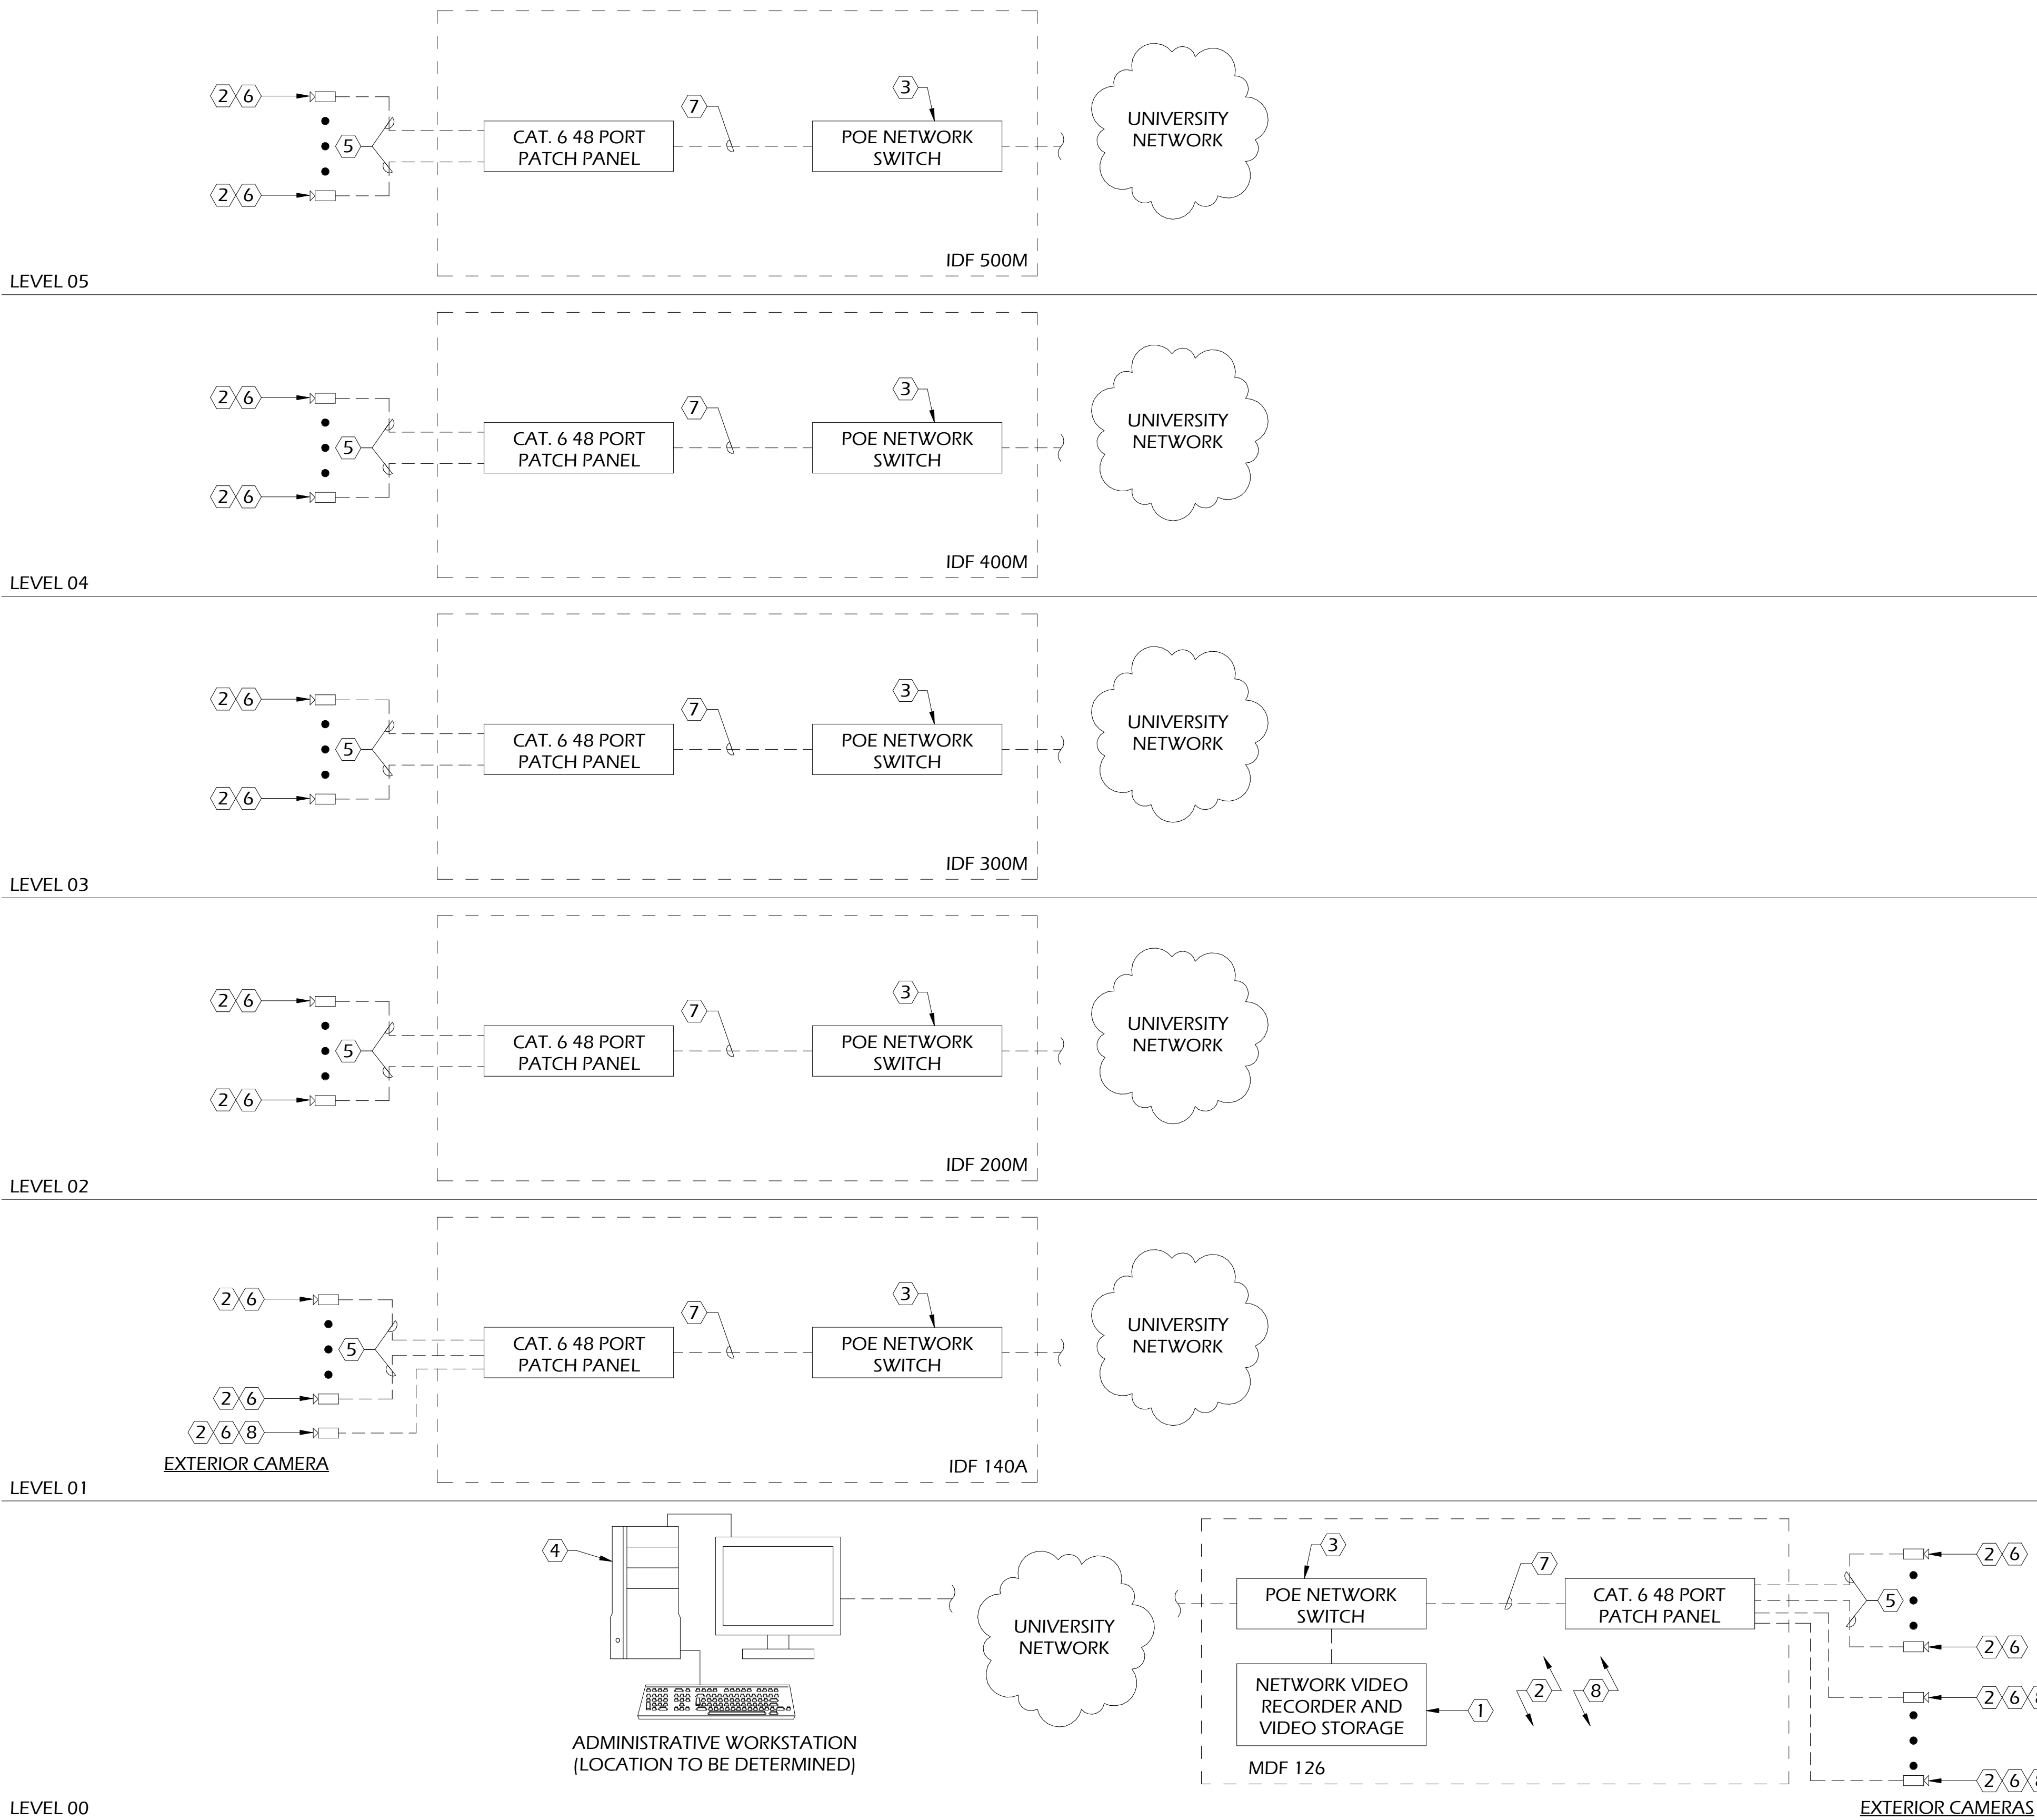 2 6
3
7
UNIVERSITY
NETWORK
CAT. 6 48 PORT
PATCH PANEL
POE NETWORK
SWITCH
5
2 6
IDF 500M
LEVEL 05
2 6
3
7
UNIVERSITY
NETWORK
CAT. 6 48 PORT
PATCH PANEL
POE NETWORK
SWITCH
5
2 6
IDF 400M
LEVEL 04
2 6
3
7
UNIVERSITY
NETWORK
CAT. 6 48 PORT
PATCH PANEL
POE NETWORK
SWITCH
5
2 6
IDF 300M
LEVEL 03
2 6
3
7
UNIVERSITY
NETWORK
CAT. 6 48 PORT
PATCH PANEL
POE NETWORK
SWITCH
5
2 6
IDF 200M
LEVEL 02
2 6
3
7
UNIVERSITY
NETWORK
CAT. 6 48 PORT
PATCH PANEL
POE NETWORK
SWITCH
5
2 6
2 6 8
EXTERIOR CAMERA
IDF 140A
LEVEL 01
4
3
7
2 6
UNIVERSITY
NETWORK
POE NETWORK
SWITCH
CAT. 6 48 PORT
PATCH PANEL
5
2 6
NETWORK VIDEO
RECORDER AND
VIDEO STORAGE
1
2
8
2 6
ADMINISTRATIVE WORKSTATION
(LOCATION TO BE DETERMINED)
MDF 126
2 6
EXTERIOR CAMERAS
LEVEL 00